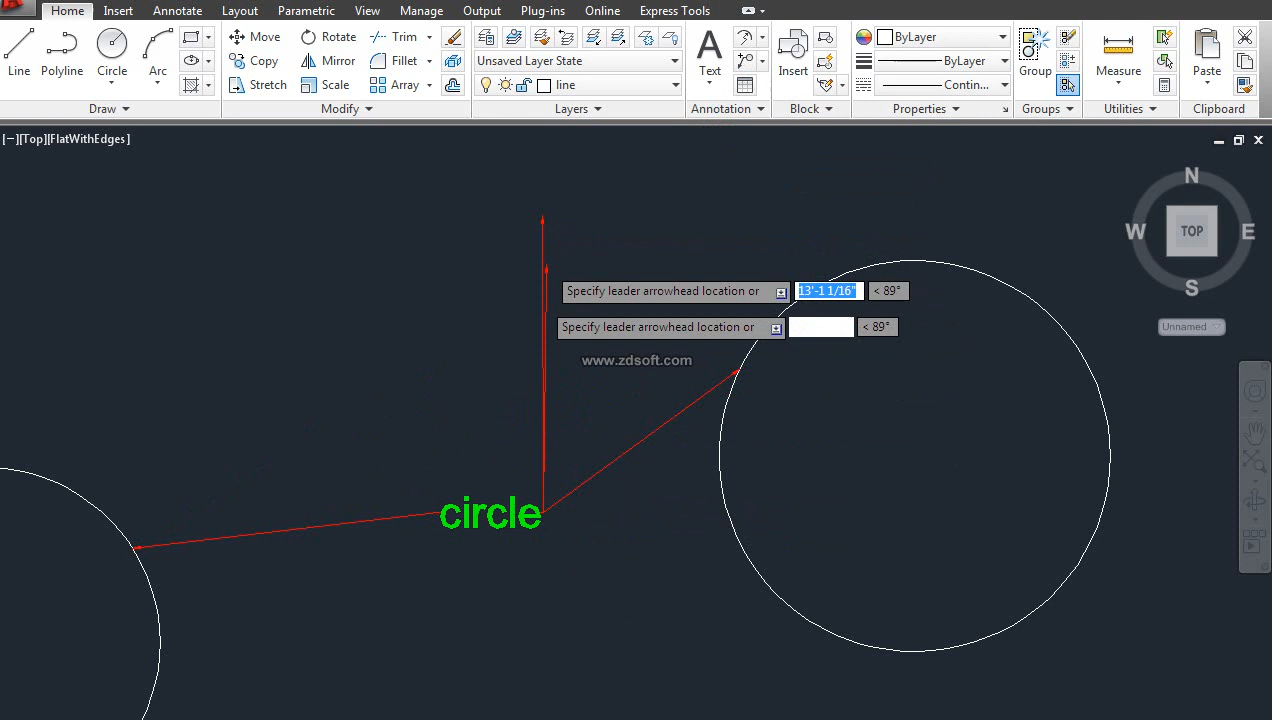 Home Insert Annotate Layout Parametric View Manage Output Plug-ins Online Express Tools
Line Polyline Circle Arc
Move Rotate Trim
Copy Mirror Fillet
Stretch Scale Array
Unsaved Layer State
line
Text
Insert
ByLayer
ByLayer
Contin...
Group
Measure
Paste
Draw Modify Layers Annotation Block Properties Groups Utilities Clipboard
[−][Top][FlatWithEdges]
N
W TOP E
S
Unnamed
Specify leader arrowhead location or 13'-1 1/16" < 89°
Specify leader arrowhead location or < 89°
www.zdsoft.com
circle